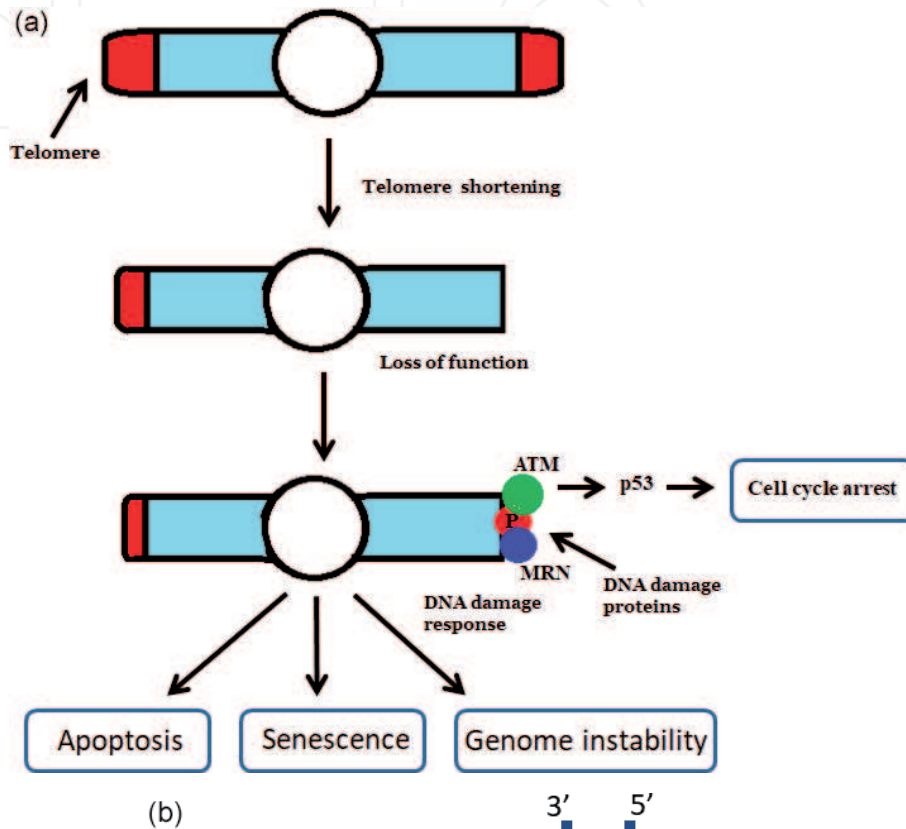 (a)
Telomere
Telomere shortening
Loss of function
ATM
p53
Cell cycle arrest
P
MRN
DNA damage
proteins
DNA damage
response
Apoptosis
Senescence
Genome instability
(b)
3’ 5’